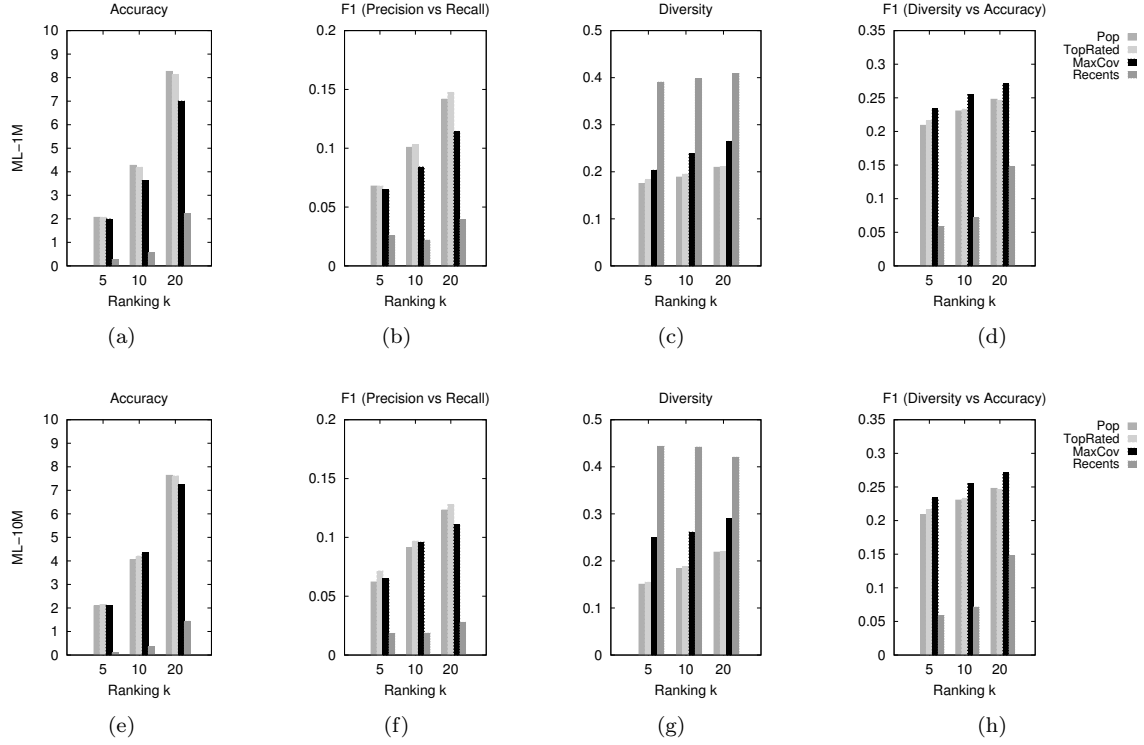 Accuracy
10
9
8
7
6
5
4
3
2
1
0
ML-1M
5 10 20
Ranking k
(a)
F1 (Precision vs Recall)
0.2
0.15
0.1
0.05
0
5 10 20
Ranking k
(b)
Diversity
0.5
0.4
0.3
0.2
0.1
0
5 10 20
Ranking k
(c)
F1 (Diversity vs Accuracy)
0.35
0.3
0.25
0.2
0.15
0.1
0.05
0
5 10 20
Ranking k
(d)
Pop
TopRated
MaxCov
Recents
Accuracy
10
9
8
7
6
5
4
3
2
1
0
ML-10M
5 10 20
Ranking k
(e)
F1 (Precision vs Recall)
0.2
0.15
0.1
0.05
0
5 10 20
Ranking k
(f)
Diversity
0.5
0.4
0.3
0.2
0.1
0
5 10 20
Ranking k
(g)
F1 (Diversity vs Accuracy)
0.35
0.3
0.25
0.2
0.15
0.1
0.05
0
5 10 20
Ranking k
(h)
Pop
TopRated
MaxCov
Recents